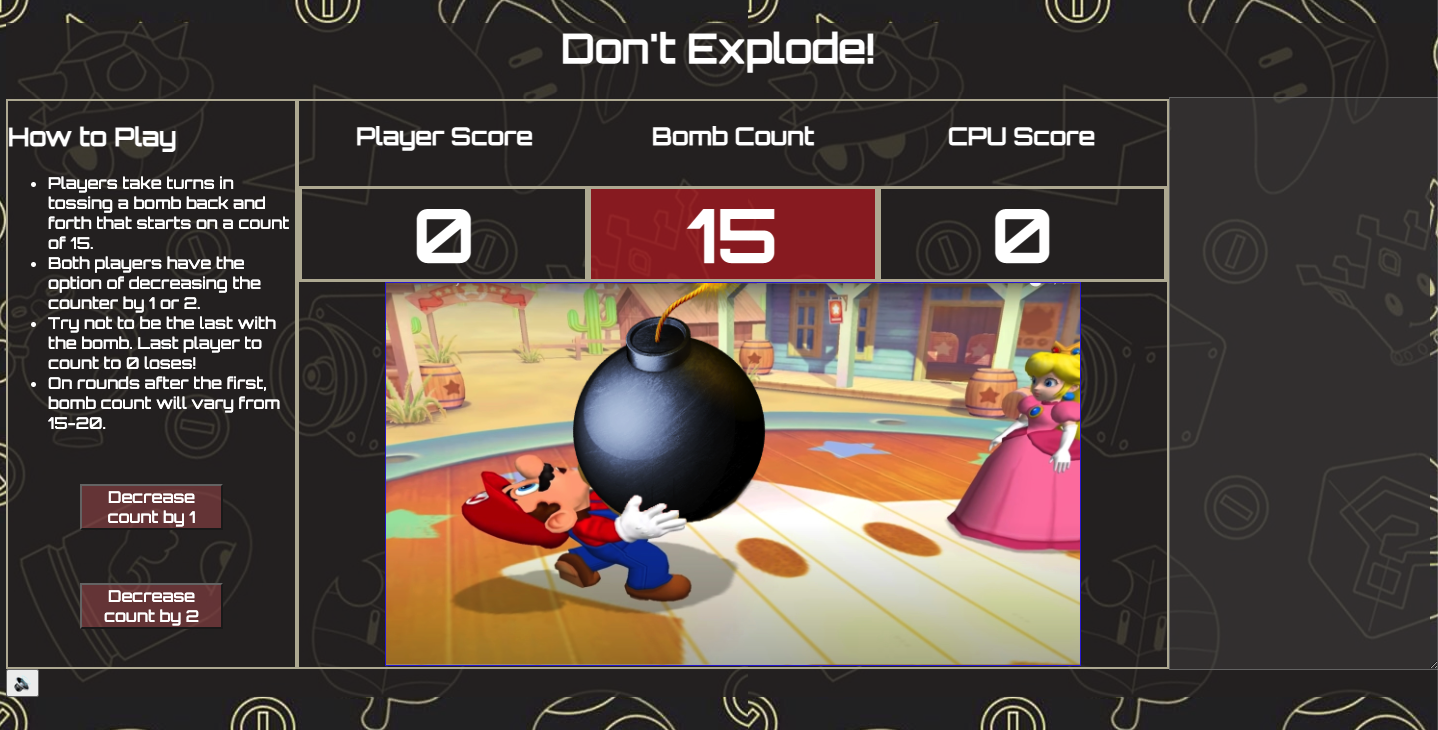 Don't Explode!
How to Play
• Players take turns in
tossing a bomb back and
forth that starts on a count
of 15.
• Both players have the
option of decreasing the
counter by 1 or 2.
• Try not to be the last with
the bomb. Last player to
count to 0 loses!
• On rounds after the first,
bomb count will vary from
15-20.
Decrease
count by 1
Decrease
count by 2
Player Score
Bomb Count
CPU Score
0
15
0